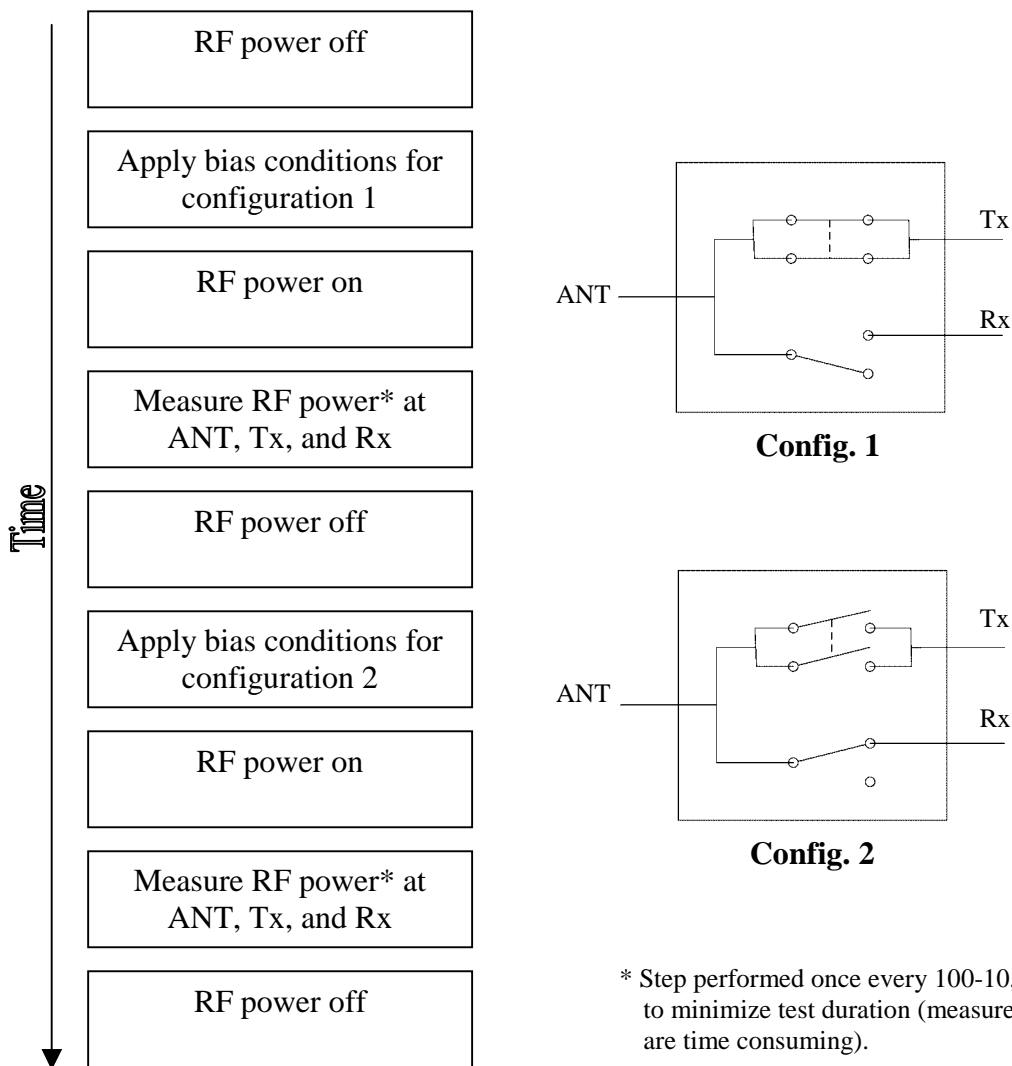 RF power off
Apply bias conditions for
configuration 1
RF power on
Measure RF power* at
ANT, Tx, and Rx
RF power off
Apply bias conditions for
configuration 2
RF power on
Measure RF power* at
ANT, Tx, and Rx
RF power off
Time
Tx
ANT
Rx
Config. 1
Tx
ANT
Rx
Config. 2
* Step performed once every 100-10,
to minimize test duration (measure
are time consuming).